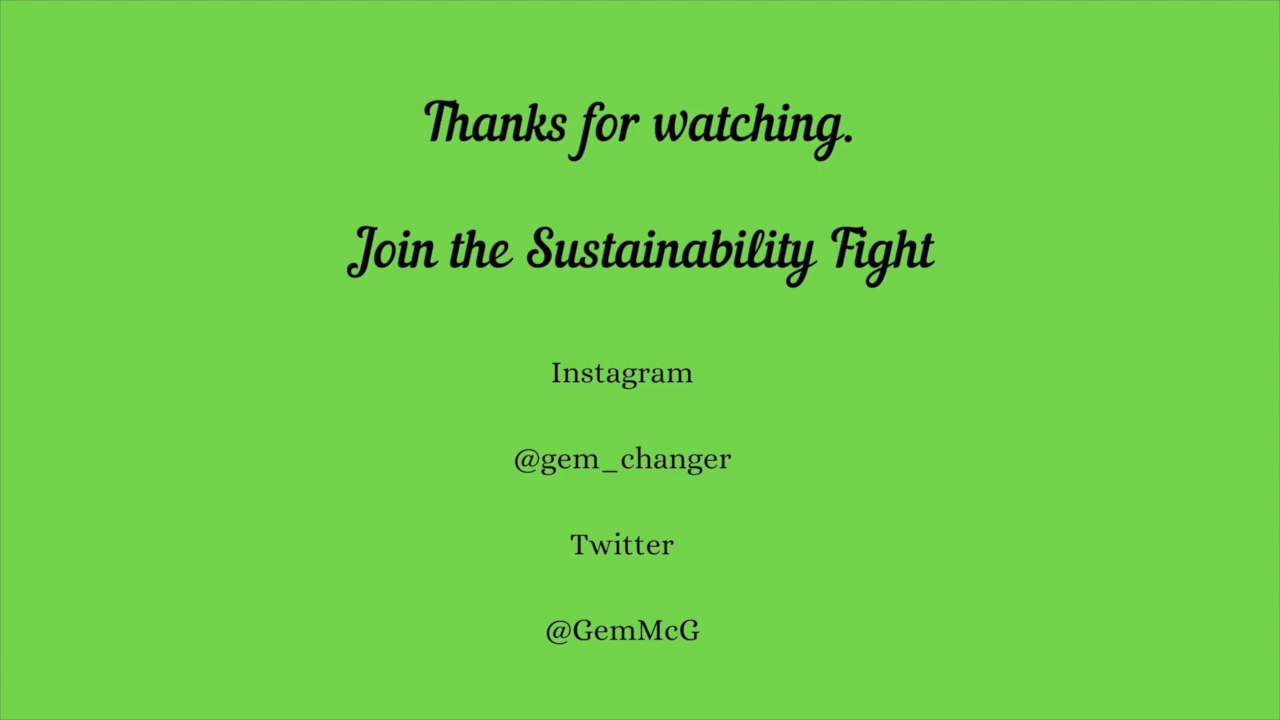 Thanks for watching.
Join the Sustainability Fight
Instagram
@gem_changer
Twitter
@GemMcG